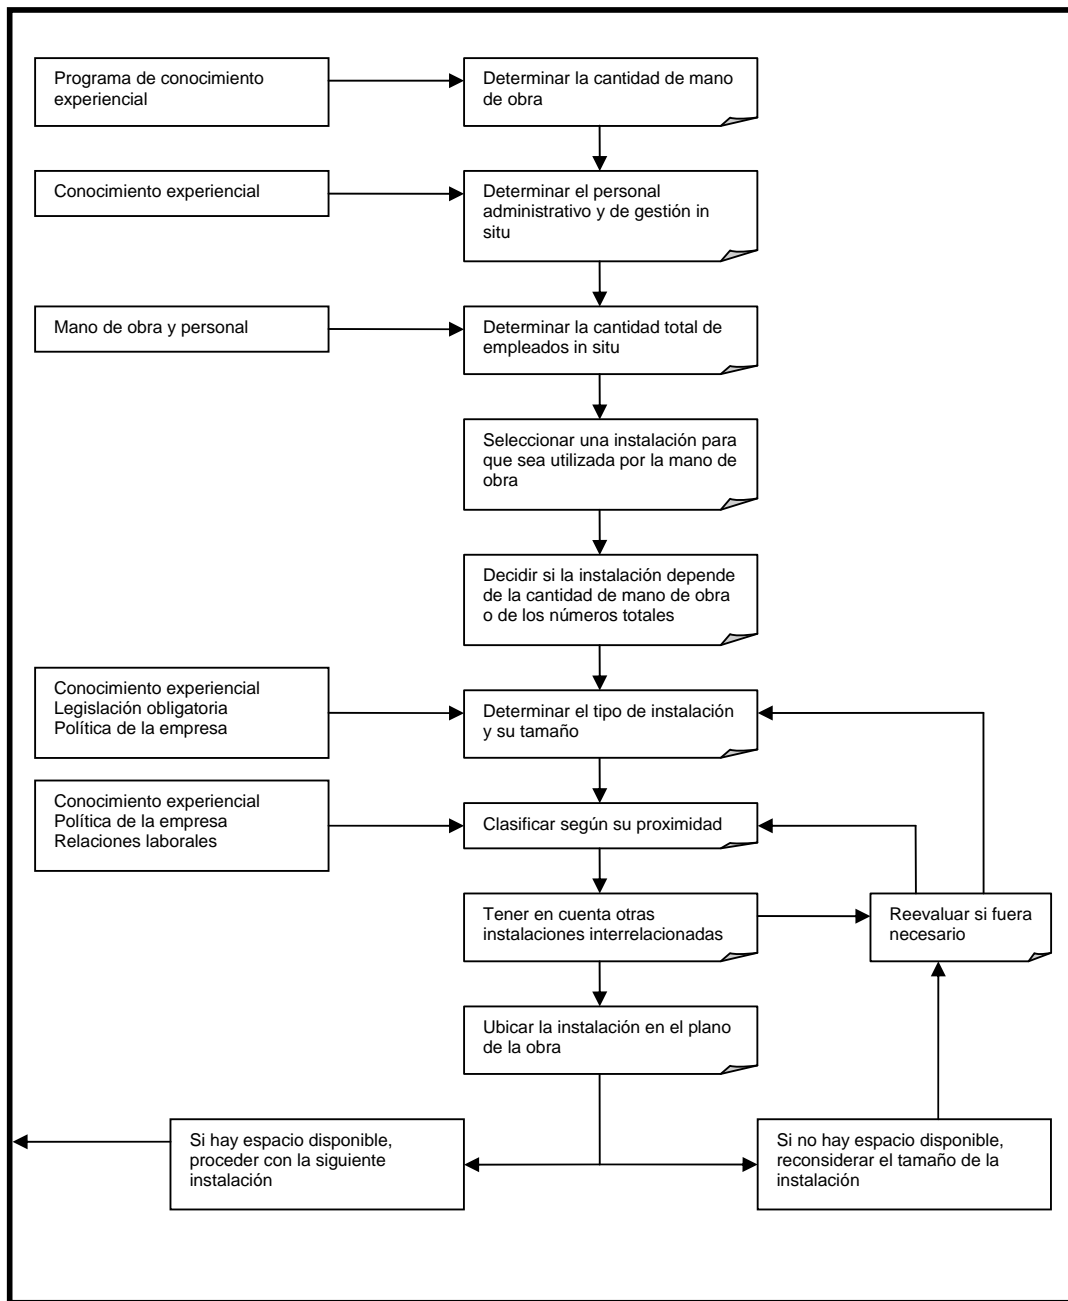 Programa de conocimiento
experiencial
Determinar la cantidad de mano
de obra
Conocimiento experiencial
Determinar el personal
administrativo y de gestión in
situ
Mano de obra y personal
Determinar la cantidad total de
empleados in situ
Seleccionar una instalación para
que sea utilizada por la mano de
obra
Decidir si la instalación depende
de la cantidad de mano de obra
o de los números totales
Conocimiento experiencial
Legislación obligatoria
Política de la empresa
Determinar el tipo de instalación
y su tamaño
Conocimiento experiencial
Política de la empresa
Relaciones laborales
Clasificar según su proximidad
Tener en cuenta otras
instalaciones interrelacionadas
Reevaluar si fuera
necesario
Ubicar la instalación en el plano
de la obra
Si hay espacio disponible,
proceder con la siguiente
instalación
Si no hay espacio disponible,
reconsiderar el tamaño de la
instalación